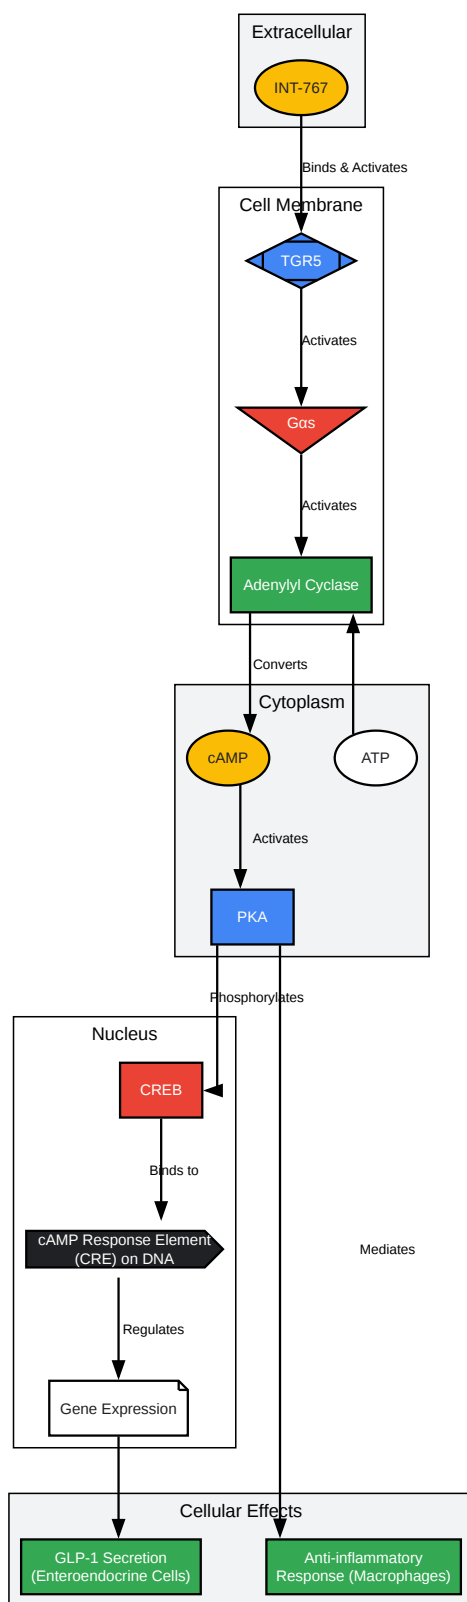 Extracellular
INT-767
Binds & Activates
Cell Membrane
TGR5
Activates
Gαs
Activates
Adenylyl Cyclase
Converts
Cytoplasm
cAMP
ATP
Activates
PKA
Phosphorylates
Nucleus
CREB
Binds to
cAMP Response Element
(CRE) on DNA
Mediates
Regulates
Gene Expression
Cellular Effects
GLP-1 Secretion
(Enteroendocrine Cells)
Anti-inflammatory
Response (Macrophages)